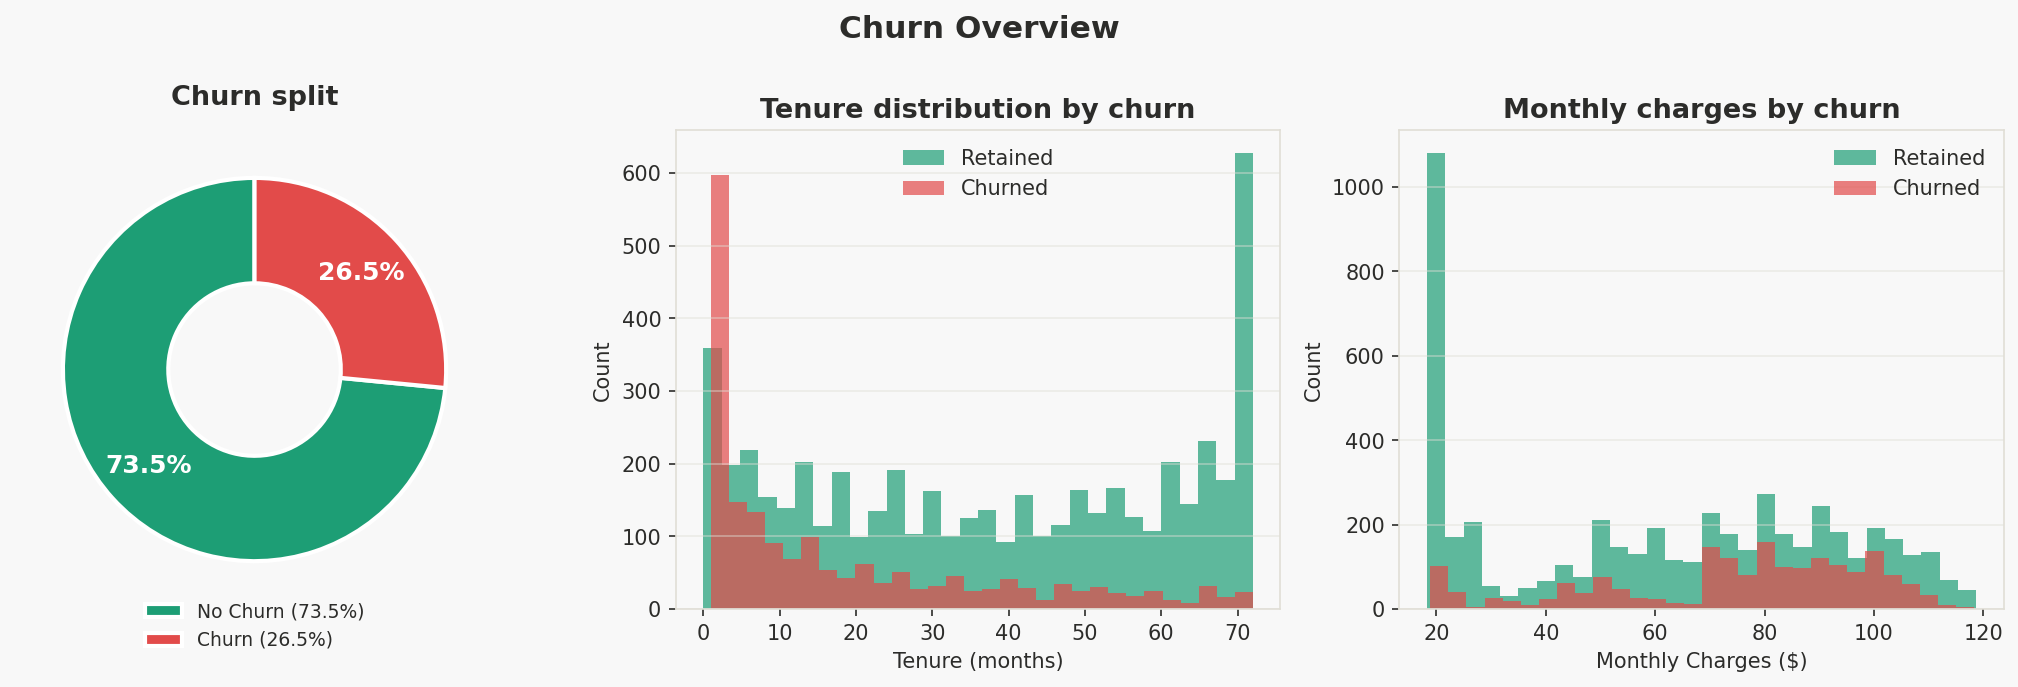 Churn Overview
Churn split
26.5%
73.5%
No Churn (73.5%)
Churn (26.5%)
Tenure distribution by churn
Retained
Churned
600
500
400
300
200
100
0
Count
0 10 20 30 40 50 60 70
Tenure (months)
Monthly charges by churn
Retained
Churned
1000
800
600
400
200
0
Count
20 40 60 80 100 120
Monthly Charges ($)